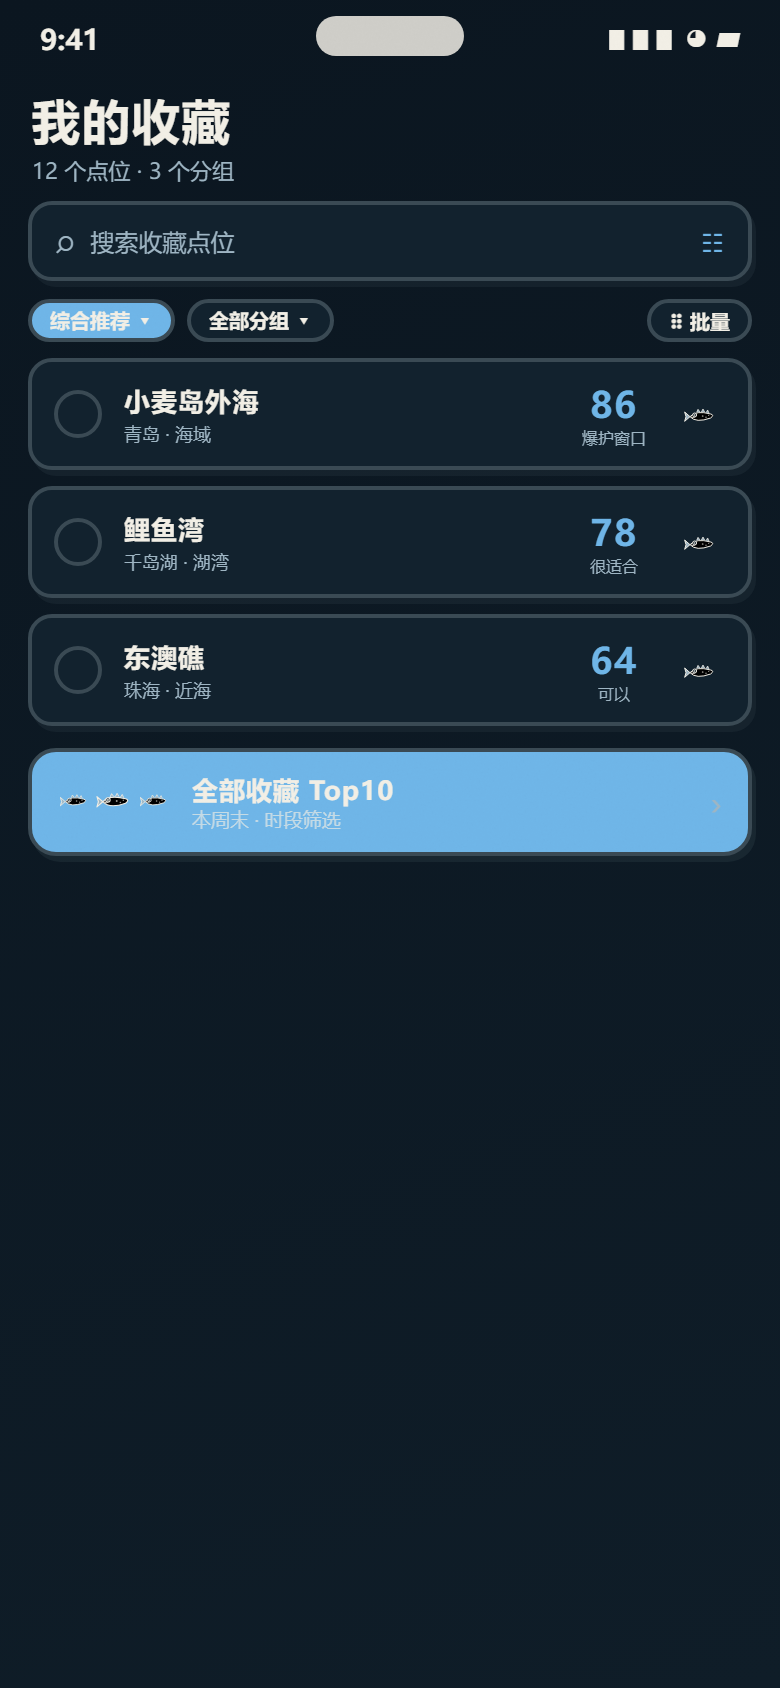 9:41
我的收藏
12 个点位 · 3 个分组
搜索收藏点位
综合推荐 ▾ 全部分组 ▾ 批量
小麦岛外海
青岛 · 海域
86
爆护窗口
鲤鱼湾
千岛湖 · 湖湾
78
很适合
东澳礁
珠海 · 近海
64
可以
全部收藏 Top10
本周末 · 时段筛选